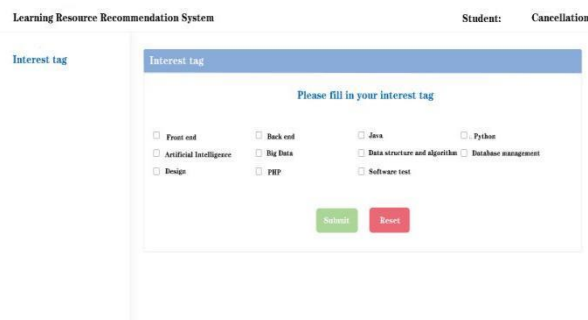 Learning Resource Recommendation System Student: Cancellation
Interest tag
Interest tag
Please fill in your interest tag
Front end Back end Java Python
Artificial Intelligence Big Data Data structure and algorithm Database management
Design PHP Software test
Submit Reset